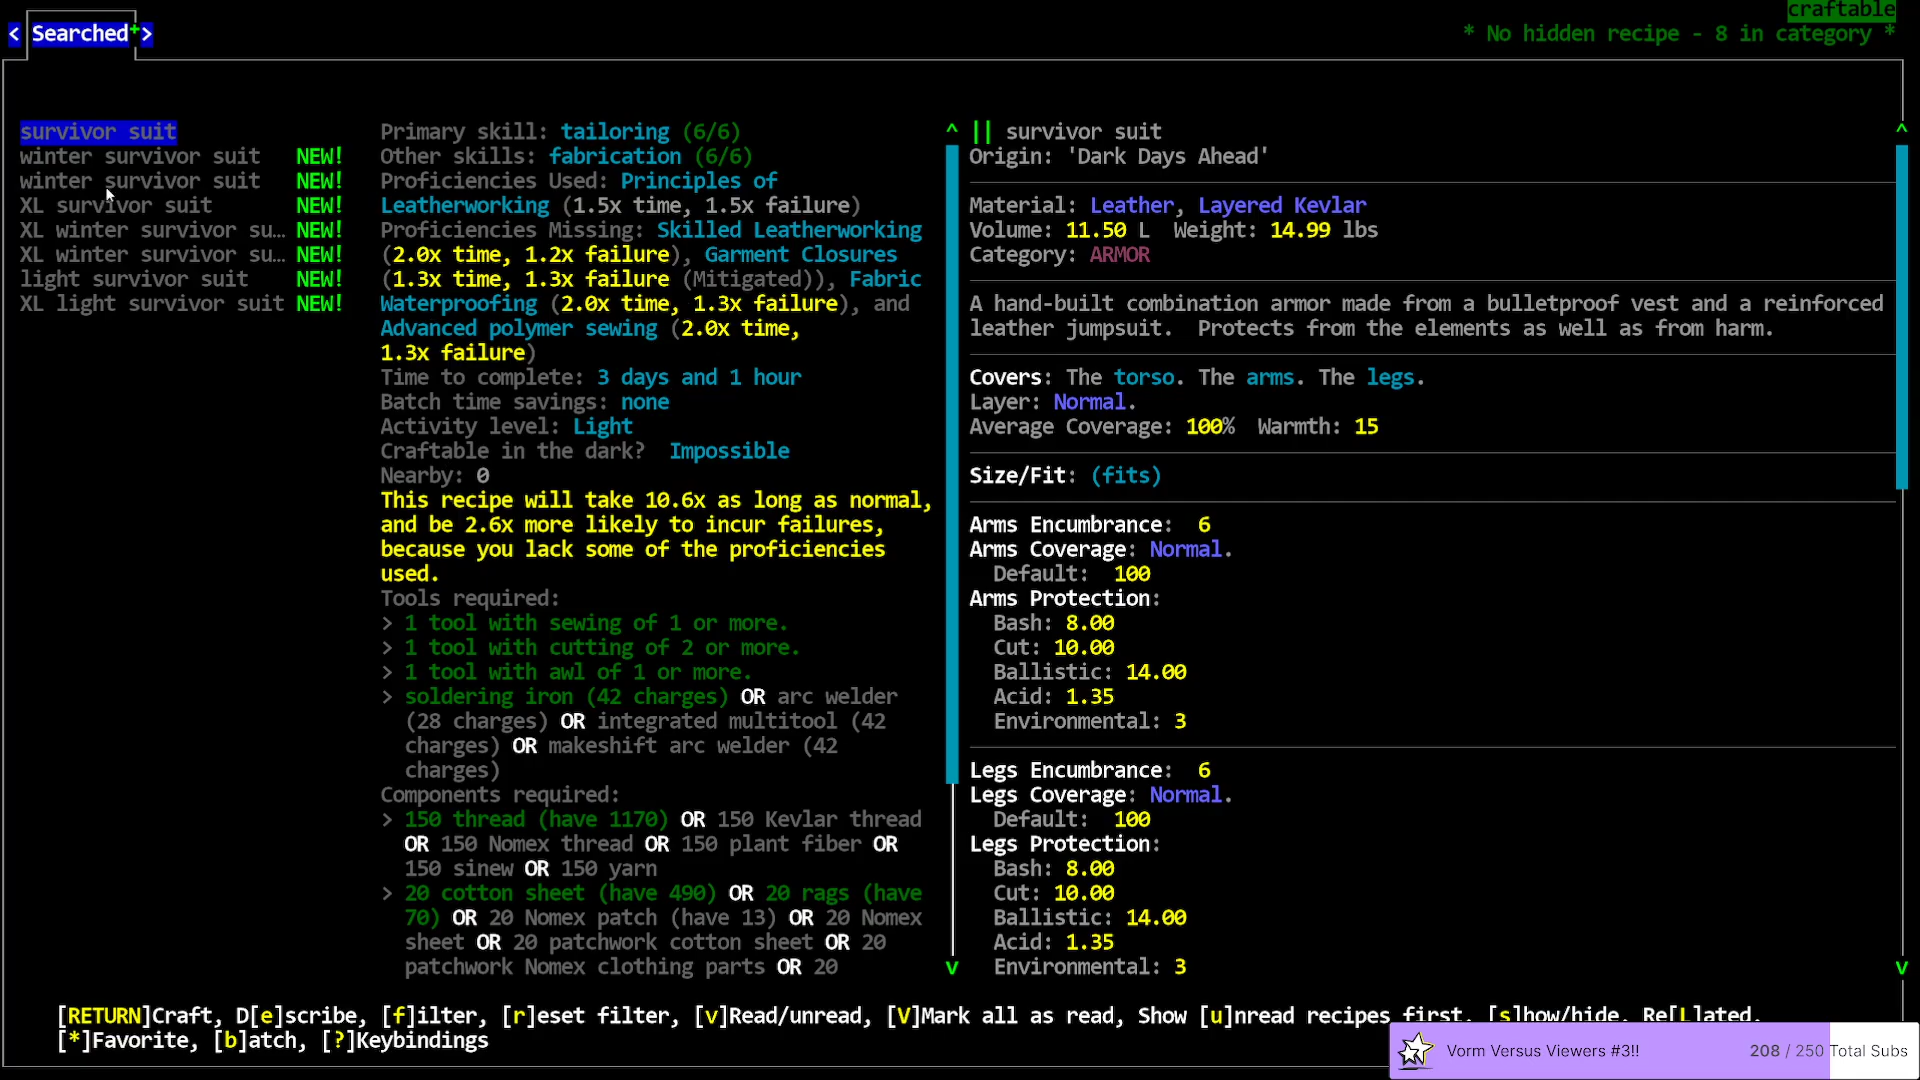 craftable
< Searched+ >
* No hidden recipe - 8 in category *
survivor suit
winter survivor suit NEW!
winter survivor suit NEW!
XL survivor suit NEW!
XL winter survivor su… NEW!
XL winter survivor su… NEW!
light survivor suit NEW!
XL light survivor suit NEW!
Primary skill: tailoring (6/6)
Other skills: fabrication (6/6)
Proficiencies Used: Principles of
Leatherworking (1.5x time, 1.5x failure)
Proficiencies Missing: Skilled Leatherworking
(2.0x time, 1.2x failure), Garment Closures
(1.3x time, 1.3x failure (Mitigated)), Fabric
Waterproofing (2.0x time, 1.3x failure), and
Advanced polymer sewing (2.0x time,
1.3x failure)
Time to complete: 3 days and 1 hour
Batch time savings: none
Activity level: Light
Craftable in the dark? Impossible
Nearby: 0
This recipe will take 10.6x as long as normal,
and be 2.6x more likely to incur failures,
because you lack some of the proficiencies
used.
Tools required:
> 1 tool with sewing of 1 or more.
> 1 tool with cutting of 2 or more.
> 1 tool with awl of 1 or more.
> soldering iron (42 charges) OR arc welder
(28 charges) OR integrated multitool (42
charges) OR makeshift arc welder (42
charges)
Components required:
> 150 thread (have 1170) OR 150 Kevlar thread
OR 150 Nomex thread OR 150 plant fiber OR
150 sinew OR 150 yarn
> 20 cotton sheet (have 490) OR 20 rags (have
70) OR 20 Nomex patch (have 13) OR 20 Nomex
sheet OR 20 patchwork cotton sheet OR 20
patchwork Nomex clothing parts OR 20
^
v
|| survivor suit
Origin: 'Dark Days Ahead'
Material: Leather, Layered Kevlar
Volume: 11.50 L Weight: 14.99 lbs
Category: ARMOR
A hand-built combination armor made from a bulletproof vest and a reinforced
leather jumpsuit. Protects from the elements as well as from harm.
Covers: The torso. The arms. The legs.
Layer: Normal.
Average Coverage: 100% Warmth: 15
Size/Fit: (fits)
Arms Encumbrance: 6
Arms Coverage: Normal.
Default: 100
Arms Protection:
Bash: 8.00
Cut: 10.00
Ballistic: 14.00
Acid: 1.35
Environmental: 3
Legs Encumbrance: 6
Legs Coverage: Normal.
Default: 100
Legs Protection:
Bash: 8.00
Cut: 10.00
Ballistic: 14.00
Acid: 1.35
Environmental: 3
^
v
[RETURN]Craft, D[e]scribe, [f]ilter, [r]eset filter, [v]Read/unread, [V]Mark all as read, Show [u]nread recipes first, [s]how/hide, Re[L]ated,
[*]Favorite, [b]atch, [?]Keybindings
Vorm Versus Viewers #3!! 208 / 250 Total Subs